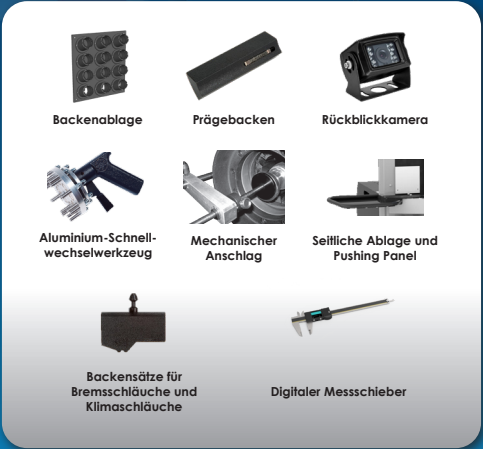 Backenablage
Prägebacken
Rückblickkamera
Aluminium-Schnell-
wechselwerkzeug
Mechanischer
Anschlag
Seitliche Ablage und
Pushing Panel
Backensätze für
Bremsschläuche und
Klimaschläuche
Digitaler Messschieber